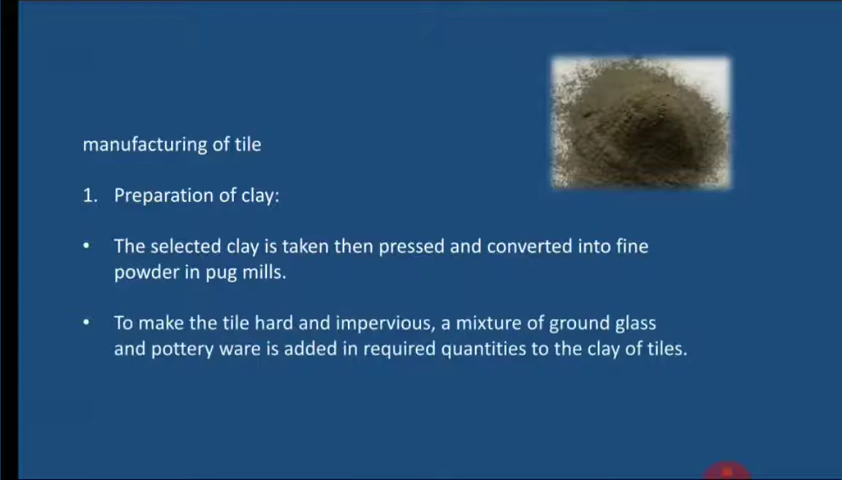 manufacturing of tile
1. Preparation of clay:
• The selected clay is taken then pressed and converted into fine
powder in pug mills.
• To make the tile hard and impervious, a mixture of ground glass
and pottery ware is added in required quantities to the clay of tiles.